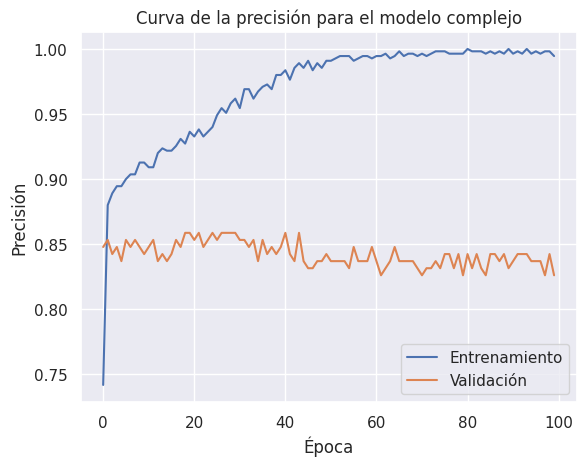 Curva de la precisión para el modelo complejo
1.00
0.95
0.90
0.85
0.80
0.75
Precisión
0 20 40 60 80 100
Época
Entrenamiento
Validación